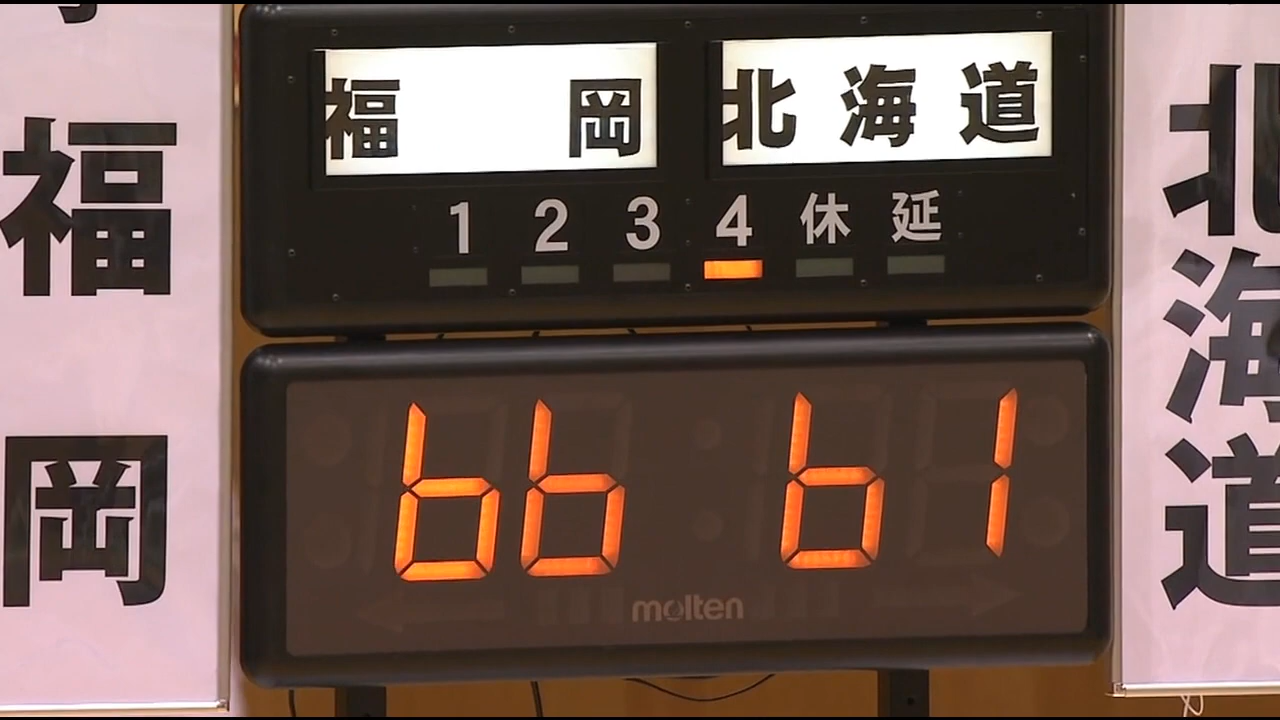 福岡 北海道
1 2 3 4 休 延
66 61
molten
福岡
北海道